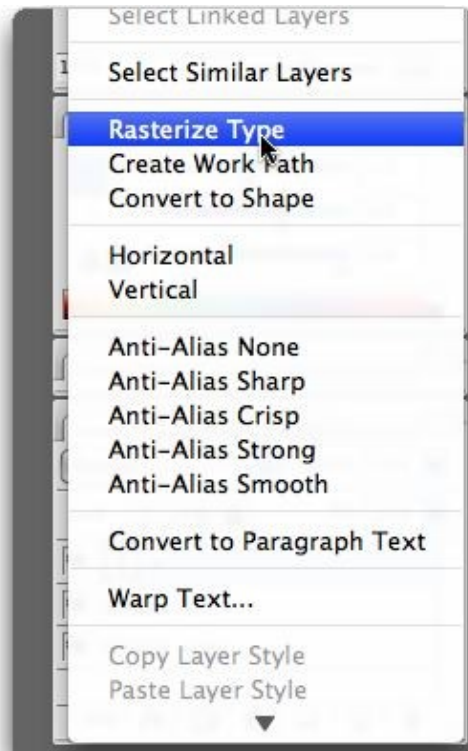 Select Linked Layers
1
Select Similar Layers
Rasterize Type
Create Work Path
Convert to Shape
Horizontal
Vertical
Anti-Alias None
Anti-Alias Sharp
Anti-Alias Crisp
Anti-Alias Strong
Anti-Alias Smooth
Convert to Paragraph Text
Warp Text...
Copy Layer Style
Paste Layer Style